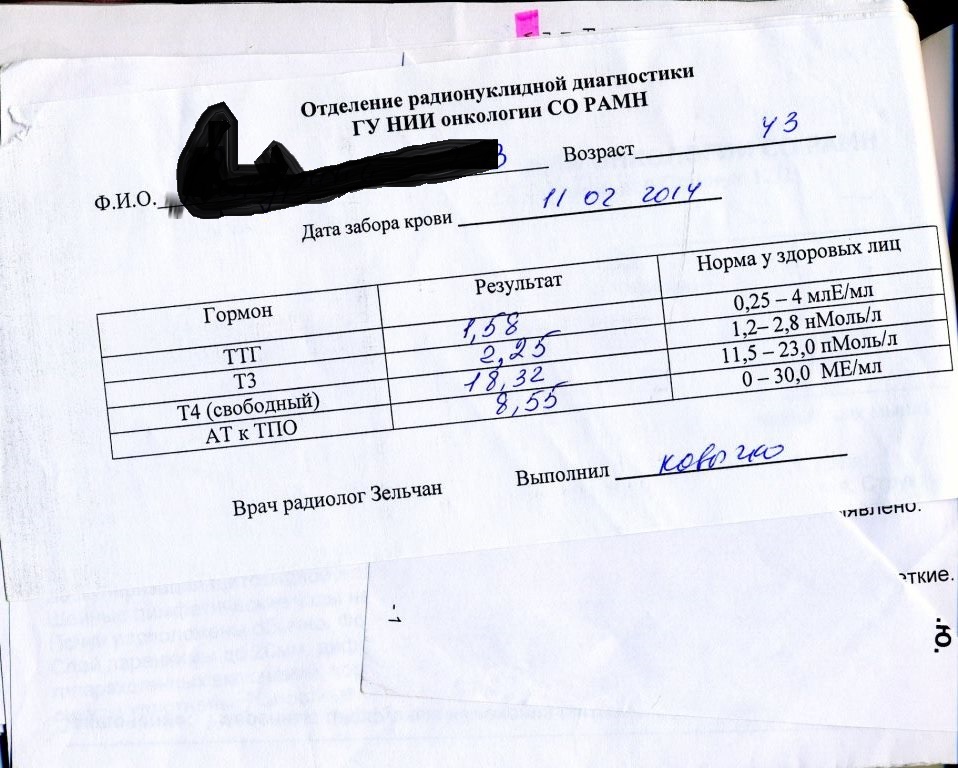 Отделение радионуклидной диагностики
ГУ НИИ онкологии СО РАМН
Ф.И.О. Возраст 43
Дата забора крови 11 02 2014
Гормон Результат Норма у здоровых лиц
ТТГ 1,58 0,25 – 4 млЕ/мл
Т3 2,25 1,2– 2,8 нМоль/л
Т4 (свободный) 18,32 11,5 – 23,0 пМоль/л
АТ к ТПО 8,55 0 – 30,0 МЕ/мл
Врач радиолог Зельчан Выполнил